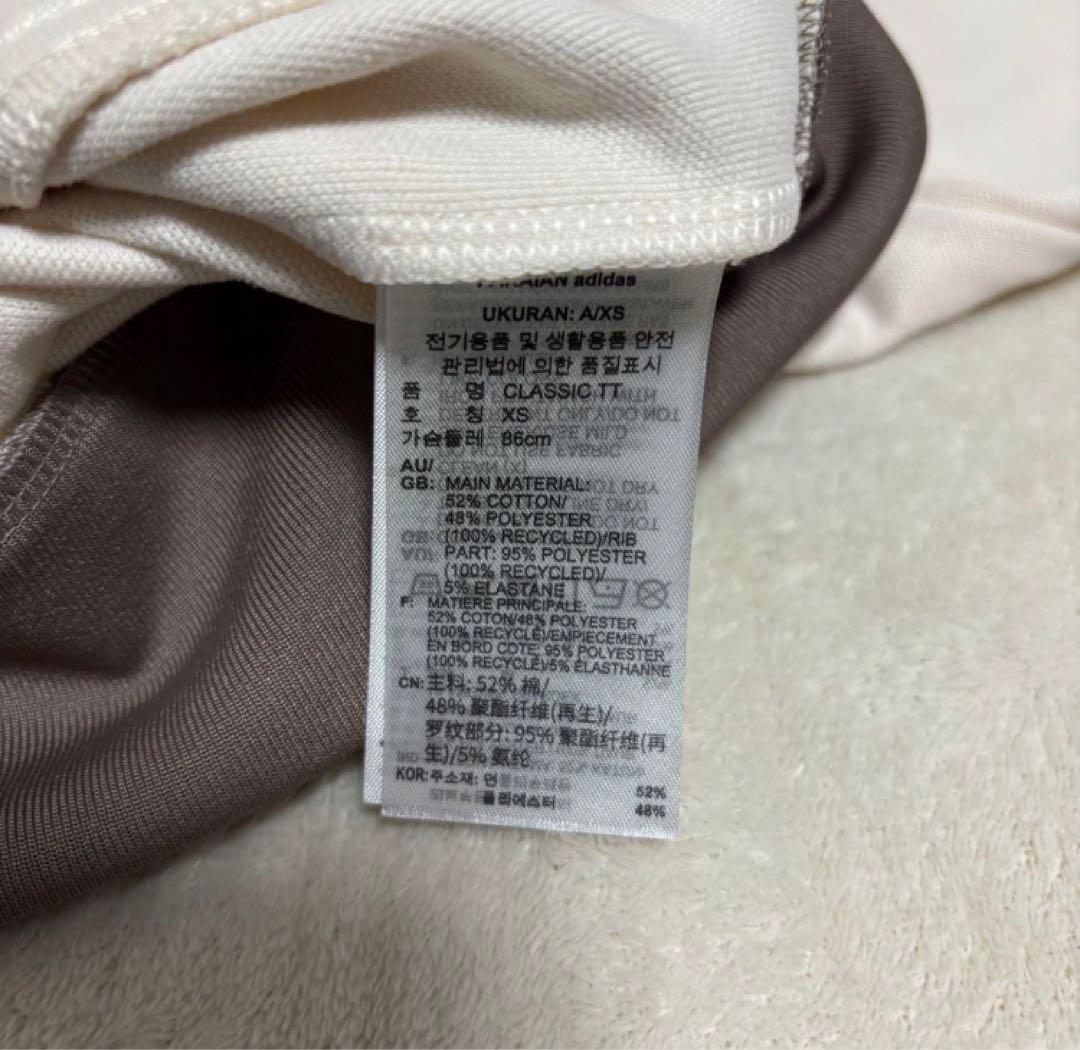 PAKAIAN adidas
UKURAN: A/XS
전기용품 및 생활용품 안전
관리법에 의한 품질표시
품 명 CLASSIC TT
호 칭 XS
가슴둘레 86cm
AU/
GB: MAIN MATERIAL:
52% COTTON/
48% POLYESTER
(100% RECYCLED)/RIB
PART: 95% POLYESTER
(100% RECYCLED)/
5% ELASTANE
F: MATIERE PRINCIPALE:
52% COTON/48% POLYESTER
(100% RECYCLE)/EMPIECEMENT
EN BORD COTE: 95% POLYESTER
(100% RECYCLE)/5% ELASTHANNE
CN: 主料: 52% 棉/
48% 聚酯纤维(再生)/
罗纹部分: 95% 聚酯纤维(再
生)/5% 氨纶
KOR: 주소재: 면 52%
폴리에스터 48%